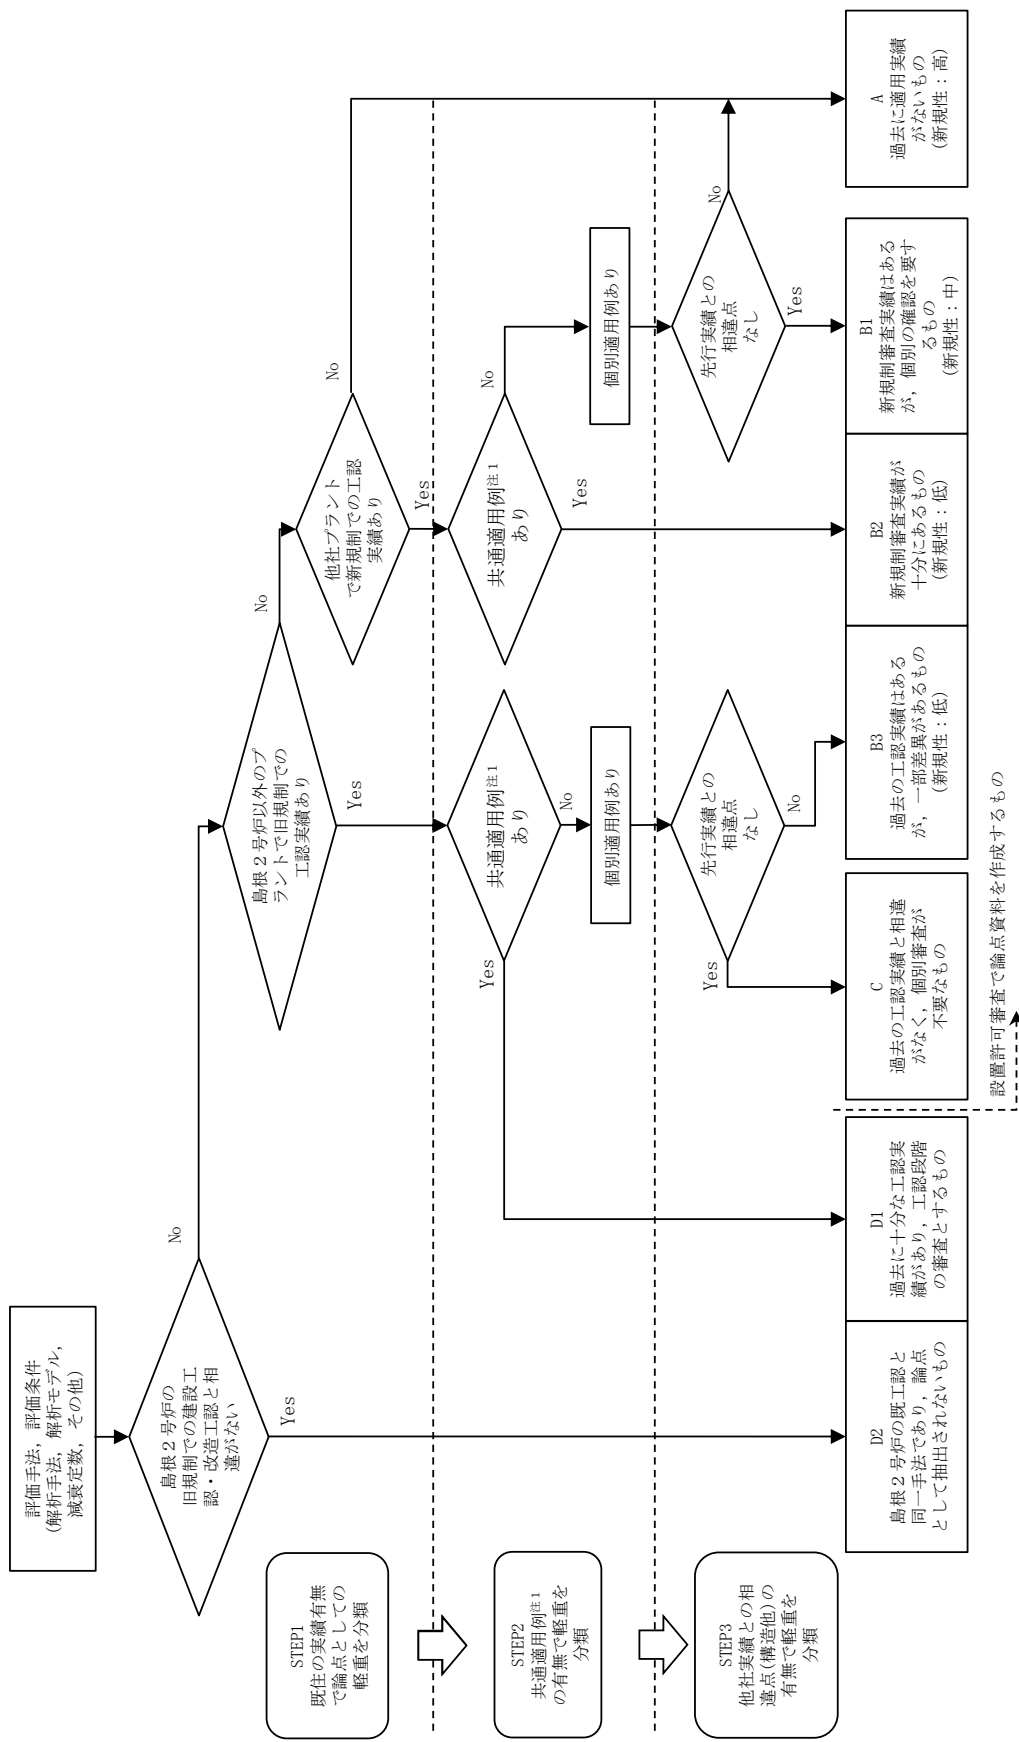 評価手法，評価条件
(解析手法，解析モデル，
減衰定数，その他)
島根２号炉の
旧規制での建設工
認・改造工認と相
違がない
No
Yes
島根２号炉以外のプ
ラントで旧規制での
工認実績あり
No
Yes
他社プラント
で新規制での工認
実績あり
No
Yes
STEP1
既往の実績有無
で論点としての
軽重を分類
共通適用例注１
あり
Yes
No
個別適用例あり
共通適用例注１
あり
No
Yes
個別適用例あり
STEP2
共通適用例注１
の有無で軽重を
分類
先行実績との
相違点
なし
Yes
No
先行実績との
相違点
なし
No
Yes
STEP3
他社実績との相
違点(構造他)の
有無で軽重を
分類
D2
島根２号炉の既工認と
同一手法であり，論点
として抽出されないもの
D1
過去に十分な工認実
績があり，工認段階
の審査とするもの
C
過去の工認実績と相違
がなく，個別審査が
不要なもの
B3
過去の工認実績はある
が，一部差異があるもの
(新規性：低)
B2
新規制審査実績が
十分にあるもの
(新規性：低)
B1
新規制審査実績はある
が，個別の確認を要す
るもの
(新規性：中)
A
過去に適用実績
がないもの
(新規性：高)
設置許可審査で論点資料を作成するもの